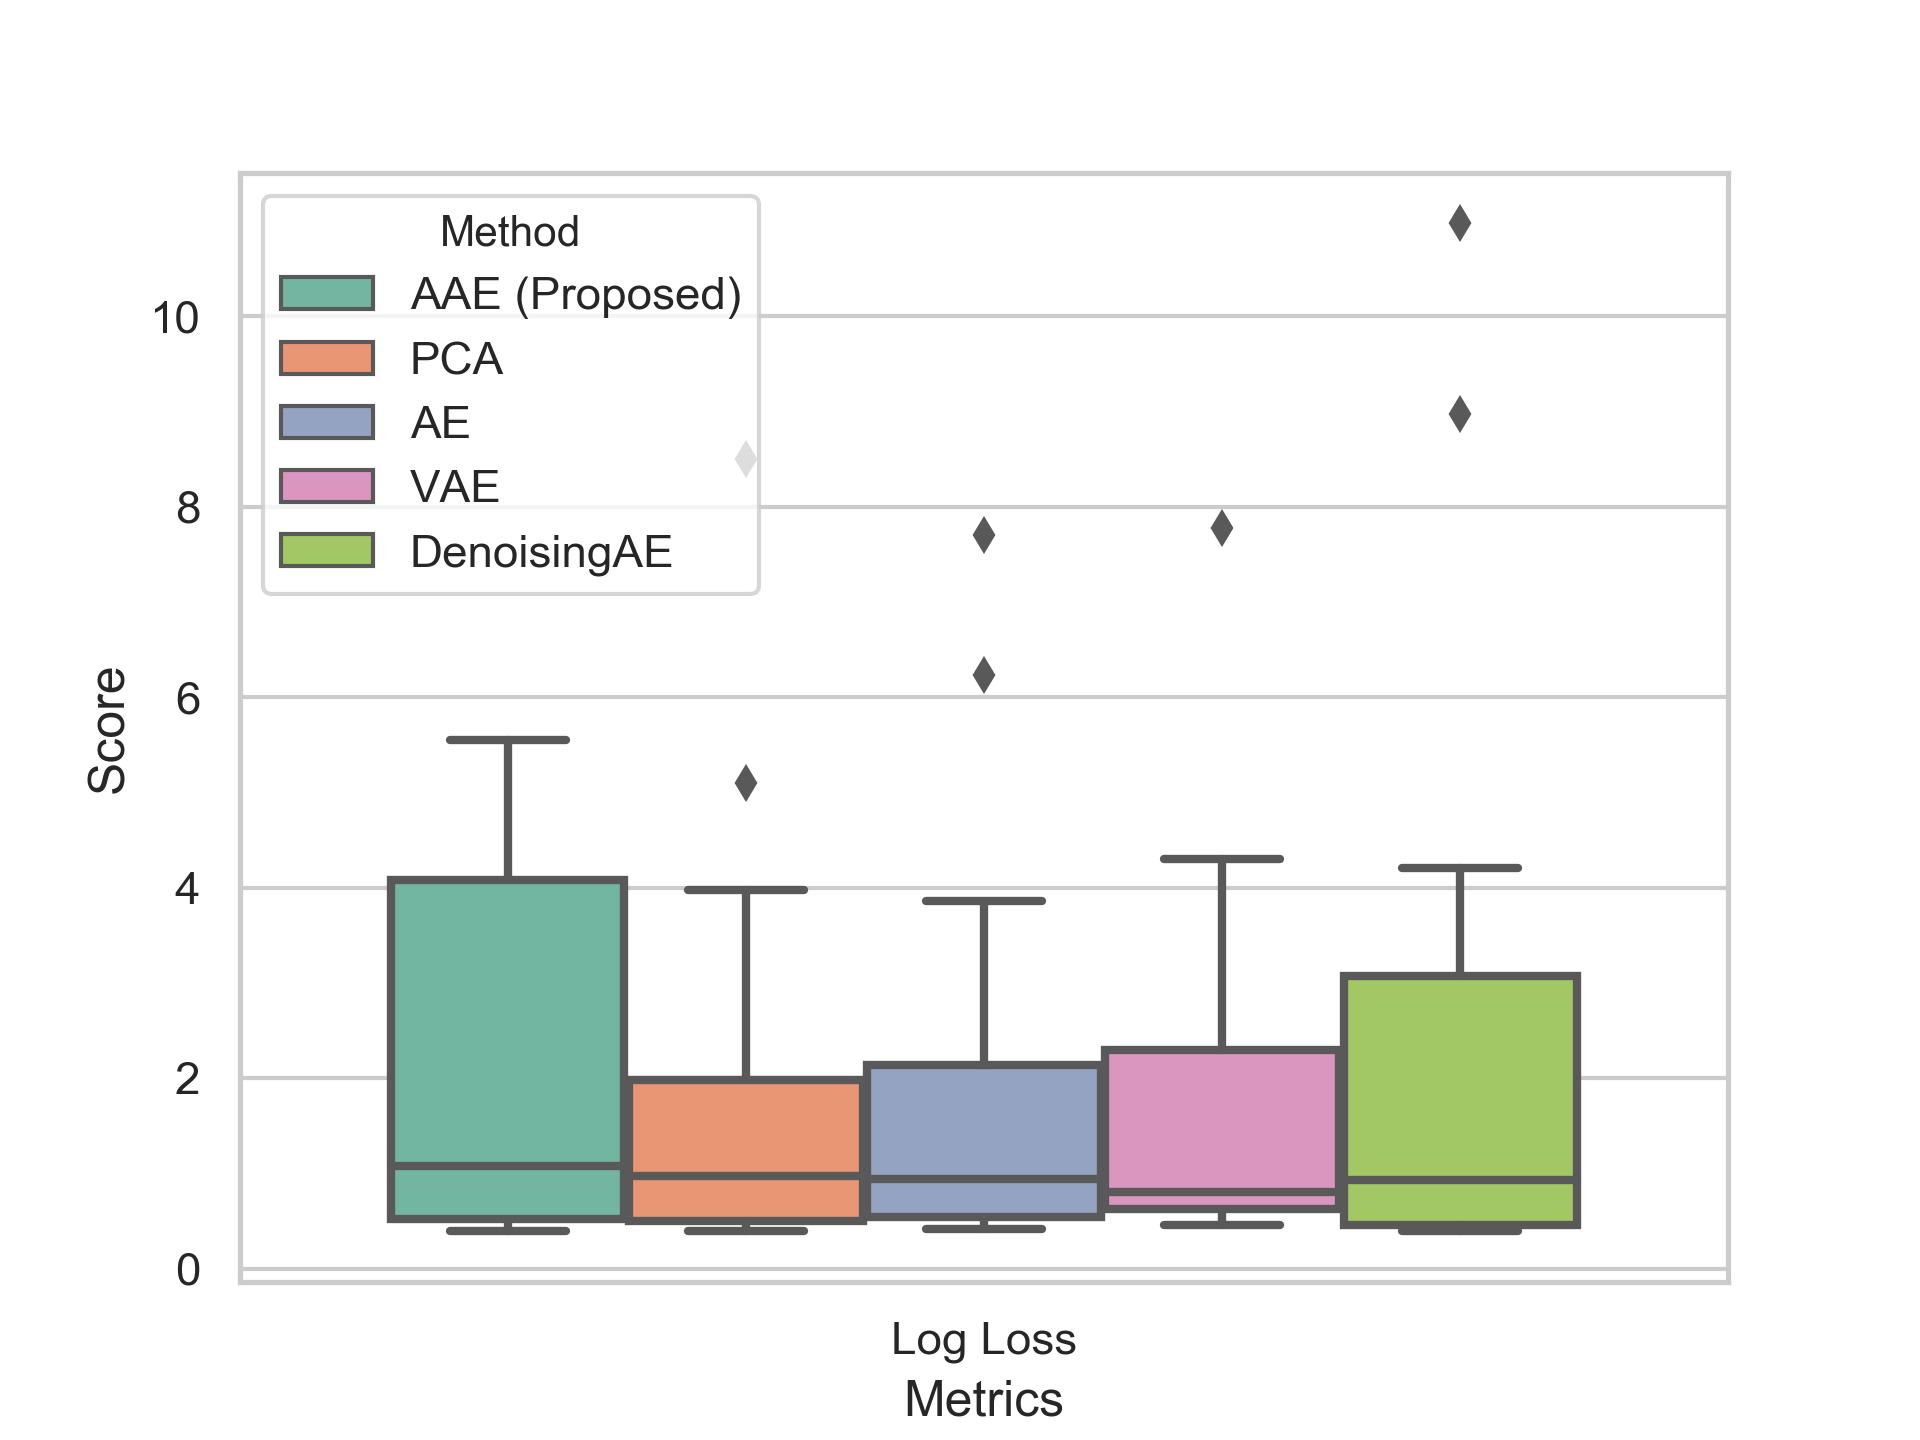 Method
AAE (Proposed)
PCA
AE
VAE
DenoisingAE
10
8
6
4
2
0
Score
Log Loss
Metrics